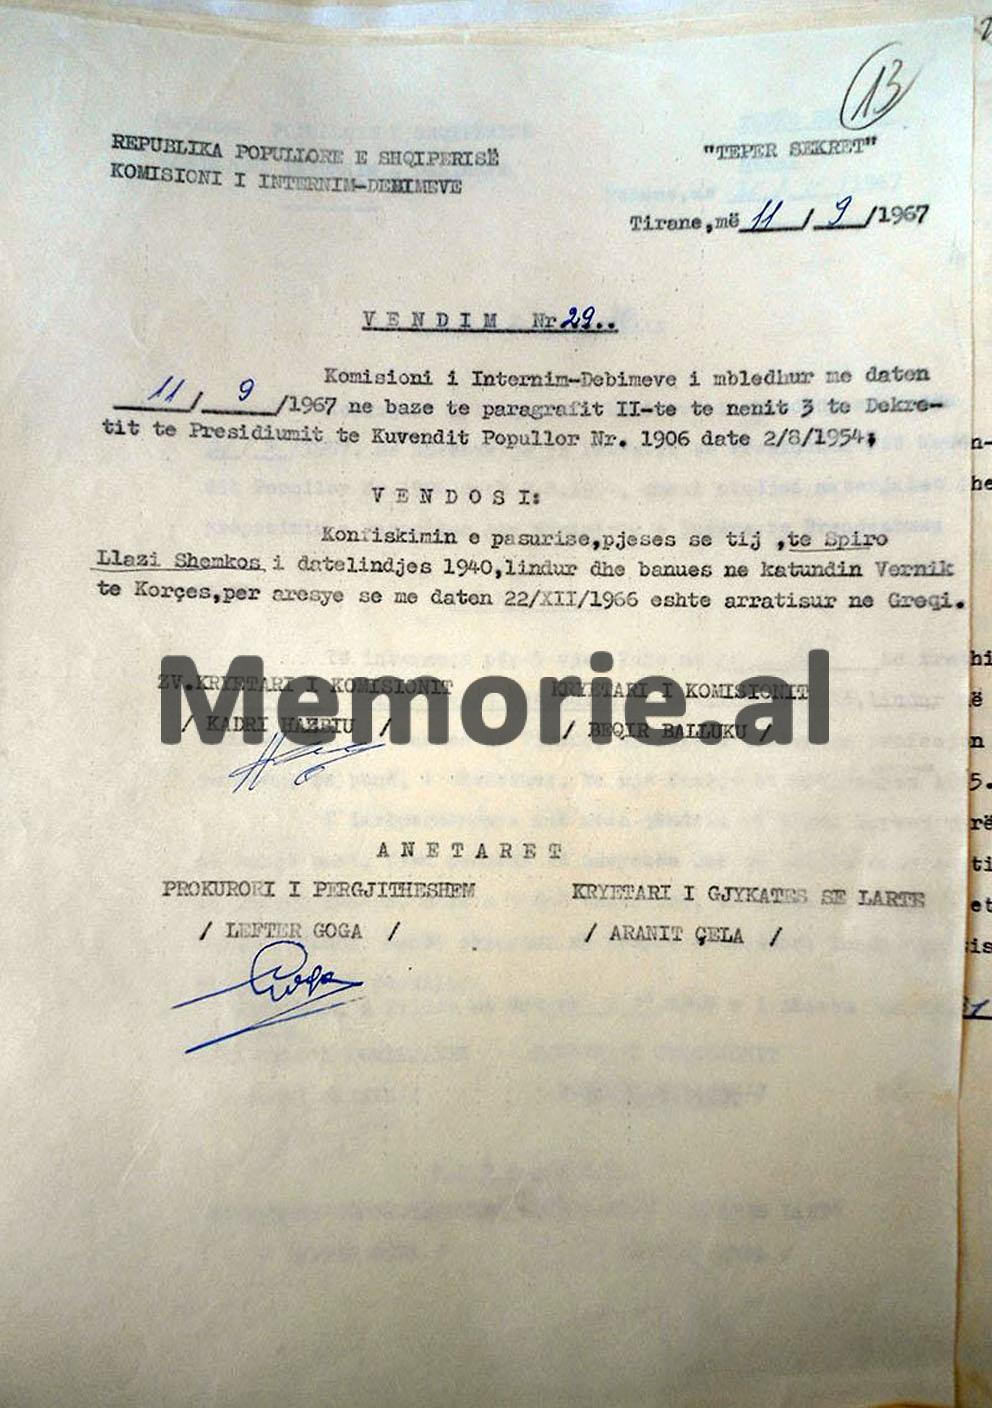 13
REPUBLIKA POPULLORE E SHQIPERISË
"TEPER SEKRET"
KOMISIONI I INTERNIM-DEBIMEVE
Tirane,më 11/ 9 /1967
VENDIM Nr 29..
Komisioni i Internim-Debimeve i mbledhur me daten
11/ 9 /1967 ne baze te paragrafit II-te te nenit 3 te Dekre-
tit te Presidiumit te Kuvendit Popullor Nr. 1906 date 2/8/1954;
VENDOSI:
Konfiskimin e pasurise,pjeses se tij ,te Spiro
Llazi Shemkos, i datelindjes 1940,lindur dhe banues ne katundin Vernik
te Korçes,per aresye se me daten 22/XII/1966 eshte arratisur ne Greqi.
Memorie.al
ZV.KRYETARI I KOMISIONIT KRYETARI I KOMISIONIT
/ KADRI HAZBIU / / BEQIR BALLUKU /
ANETARET
PROKURORI I PERGJITHESHEM KRYETARI I GJYKATES SE LARTE
/ LEFTER GOGA / / ARANIT ÇELA /